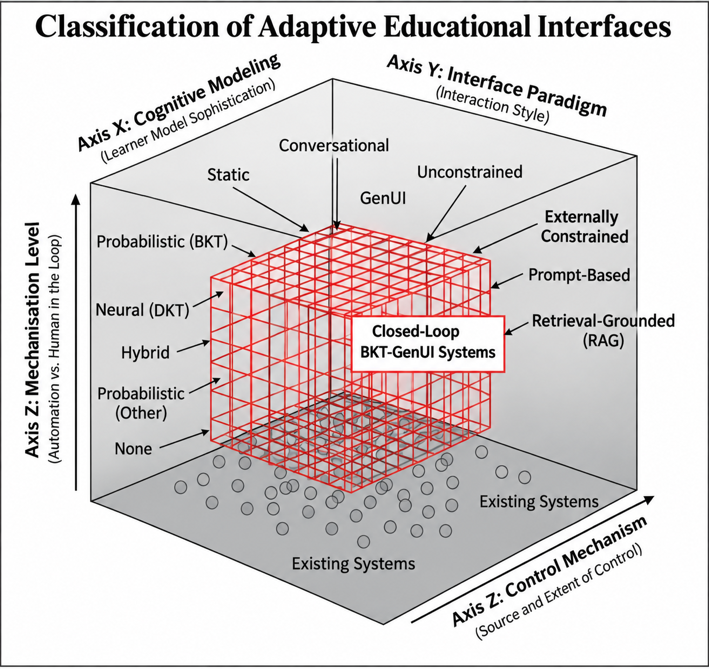 Classification of Adaptive Educational Interfaces
Axis X: Cognitive Modeling
(Learner Model Sophistication)
Axis Y: Interface Paradigm
(Interaction Style)
Conversational
Static
GenUI
Unconstrained
Externally
Constrained
Probabilistic (BKT)
Prompt-Based
Neural (DKT)
Retrieval-Grounded
(RAG)
Closed-Loop
BKT-GenUI Systems
Hybrid
Probabilistic
(Other)
None
Axis Z: Mechanisation Level
(Automation vs. Human in the Loop)
Existing Systems
Existing Systems
Axis Z: Control Mechanism
(Source and Extent of Control)